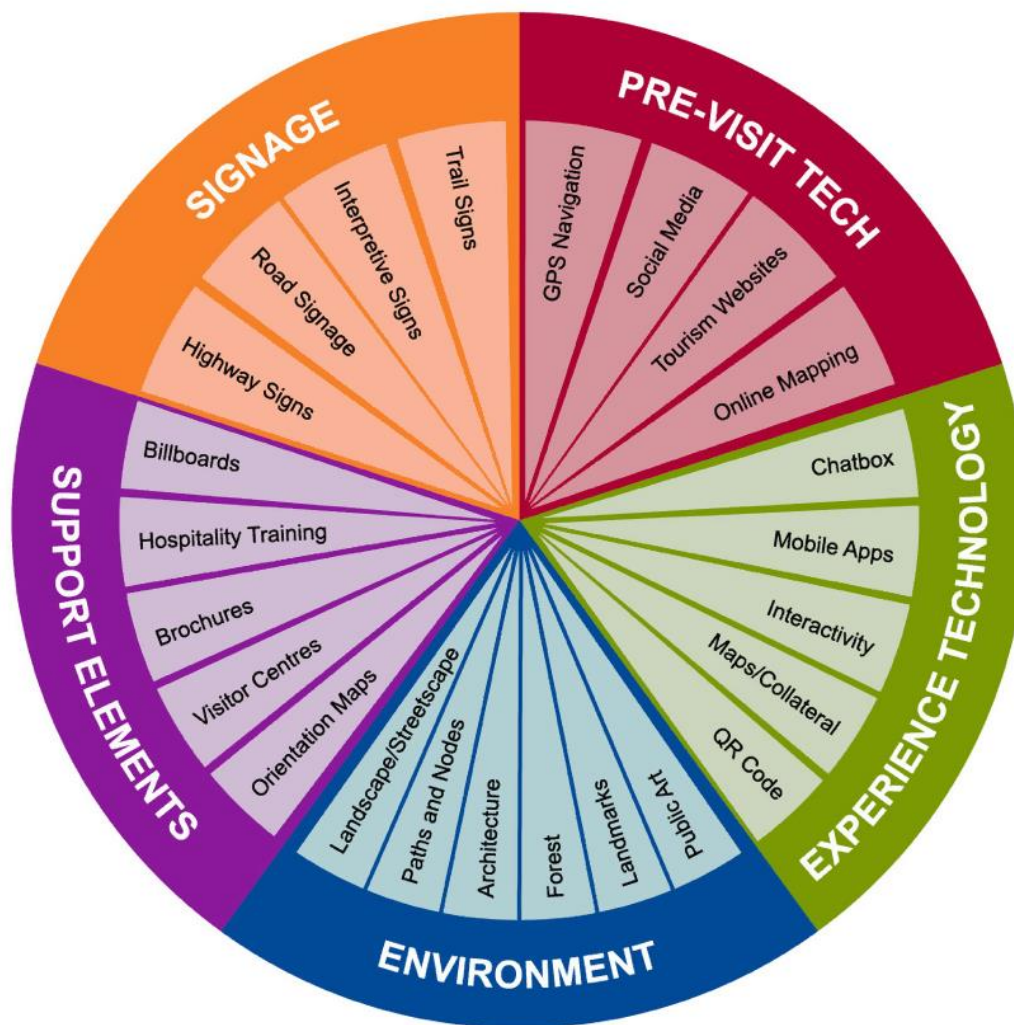 SIGNAGE
Highway Signs
Road Signage
Interpretive Signs
Trail Signs
PRE-VISIT TECH
GPS Navigation
Social Media
Tourism Websites
Online Mapping
EXPERIENCE TECHNOLOGY
Chatbox
Mobile Apps
Interactivity
Maps/Collateral
QR Code
ENVIRONMENT
Landscape/Streetscape
Paths and Nodes
Architecture
Forest
Landmarks
Public Art
SUPPORT ELEMENTS
Billboards
Hospitality Training
Brochures
Visitor Centres
Orientation Maps